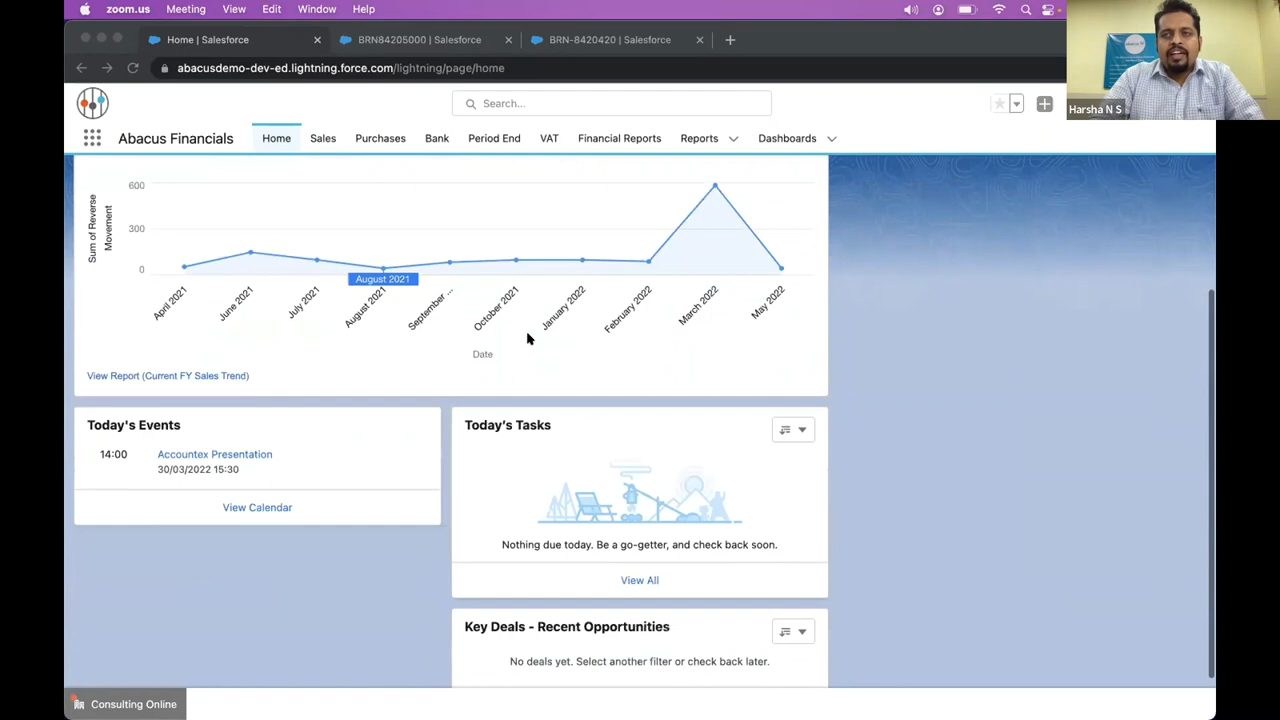 zoom.us Meeting View Edit Window Help
Home | Salesforce
BRN84205000 | Salesforce
BRN-8420420 | Salesforce
abacusdemo-dev-ed.lightning.force.com/lightning/page/home
Harsha N S
Search...
Abacus Financials Home Sales Purchases Bank Period End VAT Financial Reports Reports Dashboards
Sum of Reverse
Movement
600
300
0
August 2021
April 2021
June 2021
July 2021
August 2021
September ...
October 2021
January 2022
February 2022
March 2022
May 2022
Date
View Report (Current FY Sales Trend)
Today's Events
14:00 Accountex Presentation
30/03/2022 15:30
View Calendar
Today's Tasks
Nothing due today. Be a go-getter, and check back soon.
View All
Key Deals - Recent Opportunities
No deals yet. Select another filter or check back later.
Consulting Online